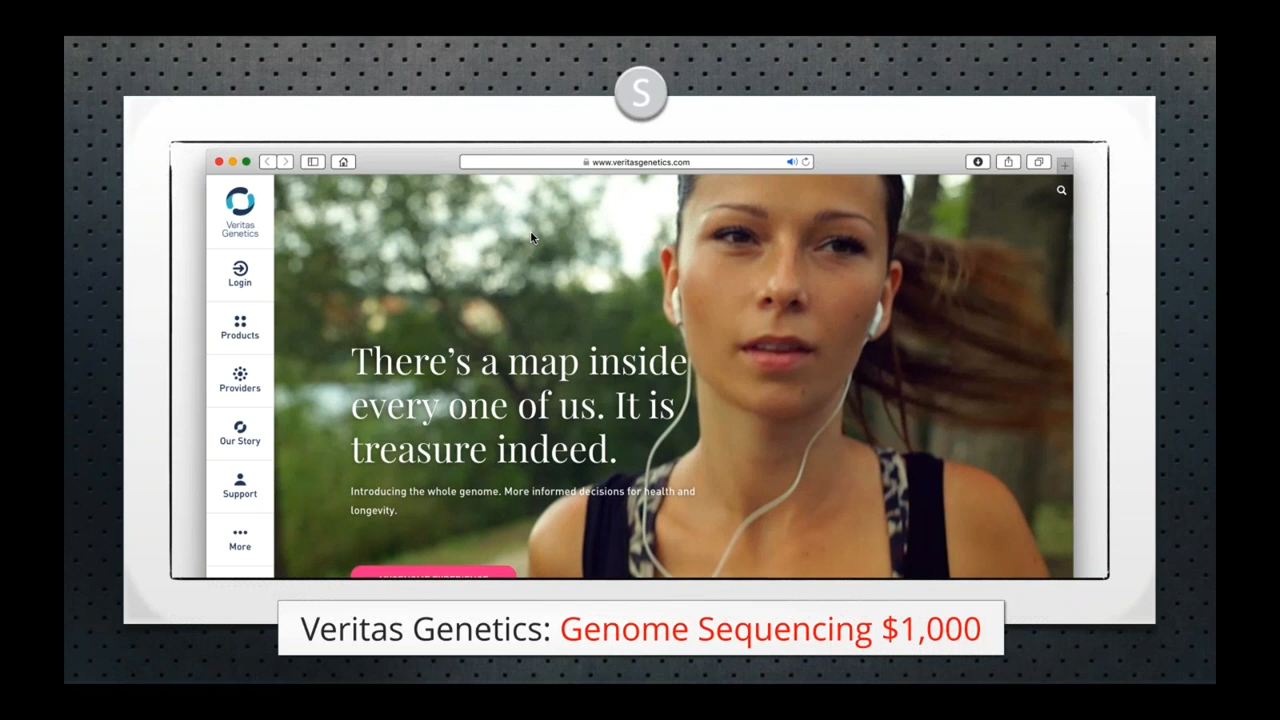 S
www.veritasgenetics.com
Veritas
Genetics
Login
Products
Providers
Our Story
Support
More
There's a map inside
every one of us. It is
treasure indeed.
Introducing the whole genome. More informed decisions for health and
longevity.
Veritas Genetics: Genome Sequencing $1,000